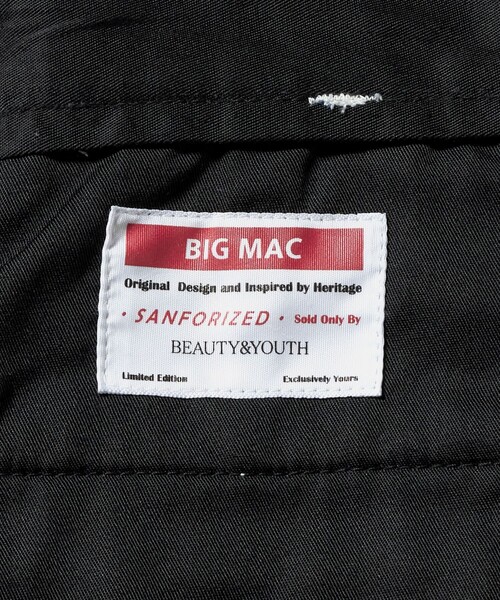 BIG MAC
Original Design and Inspired by Heritage
• SANFORIZED • Sold Only By
BEAUTY&YOUTH
Limited Edition Exclusively Yours